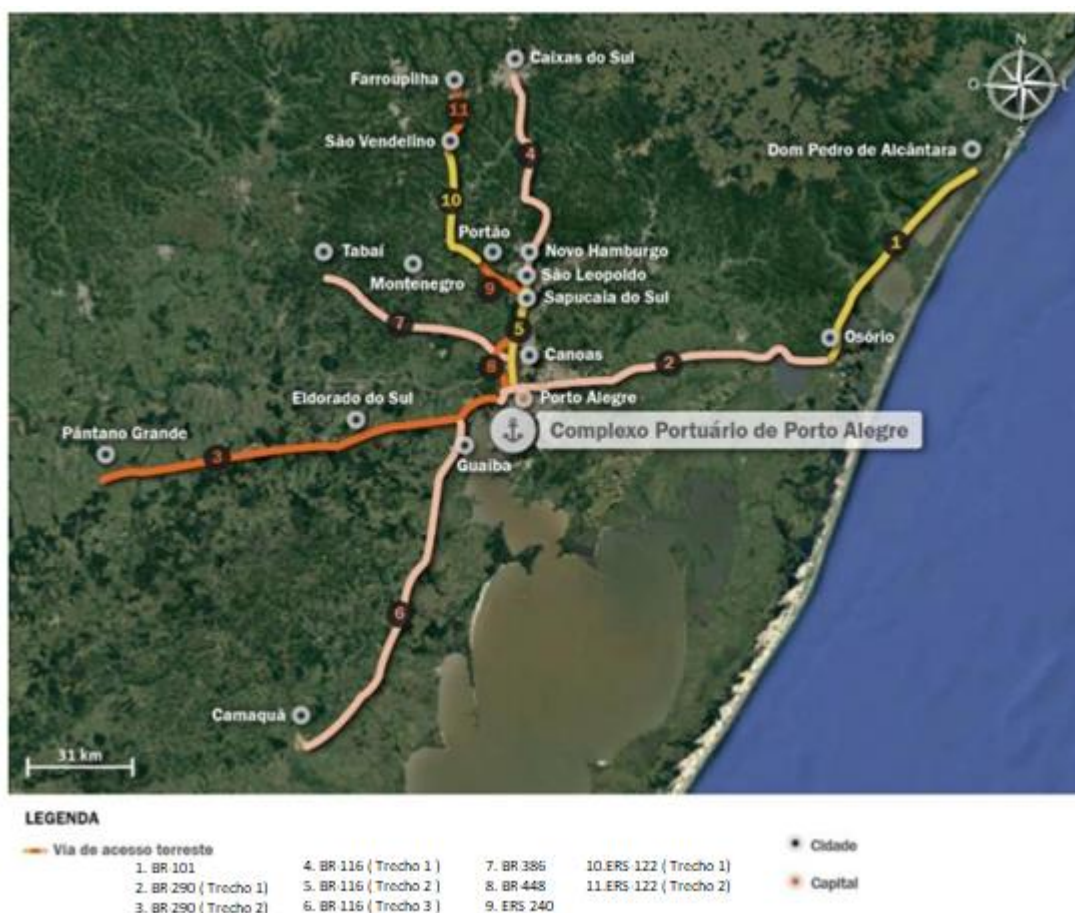 Caixas do Sul
Farroupilha
N
11
O
L
São Vendelino
S
4
Dom Pedro de Alcântara
10
Portão
1
Tabaí
Novo Hamburgo
Montenegro
São Leopoldo
9
Sapucaia do Sul
7
5
Osório
Canoas
2
8
Eldorado do Sul
Porto Alegre
Pântano Grande
Complexo Portuário de Porto Alegre
3
Guaíba
6
Camaquã
31 km
LEGENDA
Via de acesso terreste
1. BR 101
2. BR 290 ( Trecho 1)
3. BR 290 ( Trecho 2)
4. BR 116 ( Trecho 1 )
5. BR 116 ( Trecho 2 )
6. BR 116 ( Trecho 3 )
7. BR 386
8. BR 448
9. ERS 240
10.ERS 122 ( Trecho 1)
11.ERS 122 ( Trecho 2)
Cidade
Capital